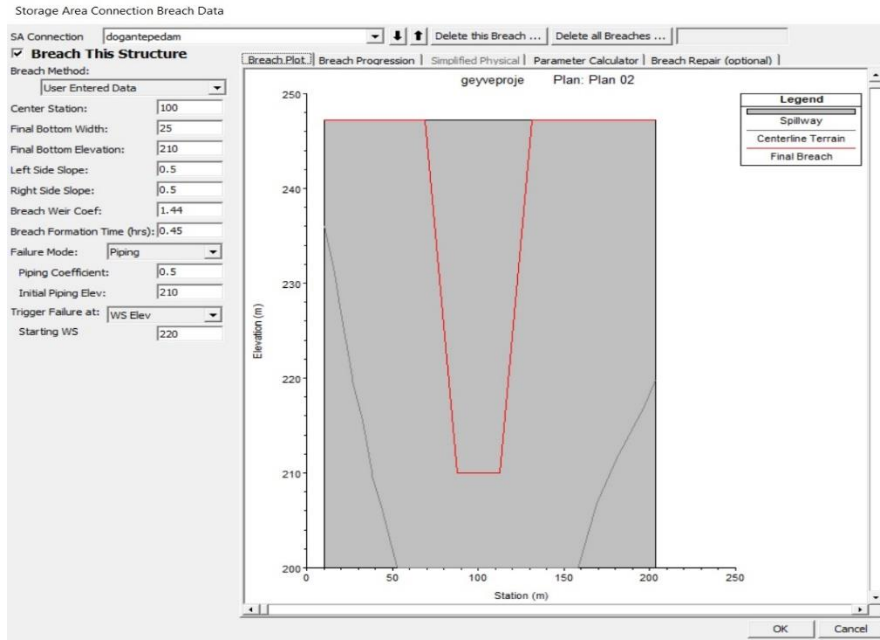 Storage Area Connection Breach Data
SA Connection dogantepedam Delete this Breach ... Delete all Breaches ...
Breach This Structure
Breach Method:
User Entered Data
Center Station: 100
Final Bottom Width: 25
Final Bottom Elevation: 210
Left Side Slope: 0.5
Right Side Slope: 0.5
Breach Weir Coef: 1.44
Breach Formation Time (hrs): 0.45
Failure Mode: Piping
Piping Coefficient: 0.5
Initial Piping Elev: 210
Trigger Failure at: WS Elev
Starting WS 220
Breach Plot Breach Progression Simplified Physical Parameter Calculator Breach Repair (optional)
geyveproje Plan: Plan 02
Legend
Spillway
Centerline Terrain
Final Breach
Elevation (m)
250
240
230
220
210
200
0 50 100 150 200 250
Station (m)
OK Cancel